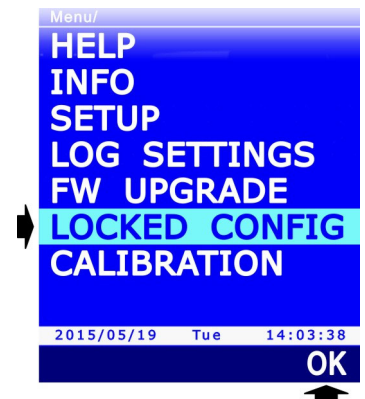 Menu/
HELP
INFO
SETUP
LOG SETTINGS
FW UPGRADE
LOCKED CONFIG
CALIBRATION
2015/05/19 Tue 14:03:38
OK